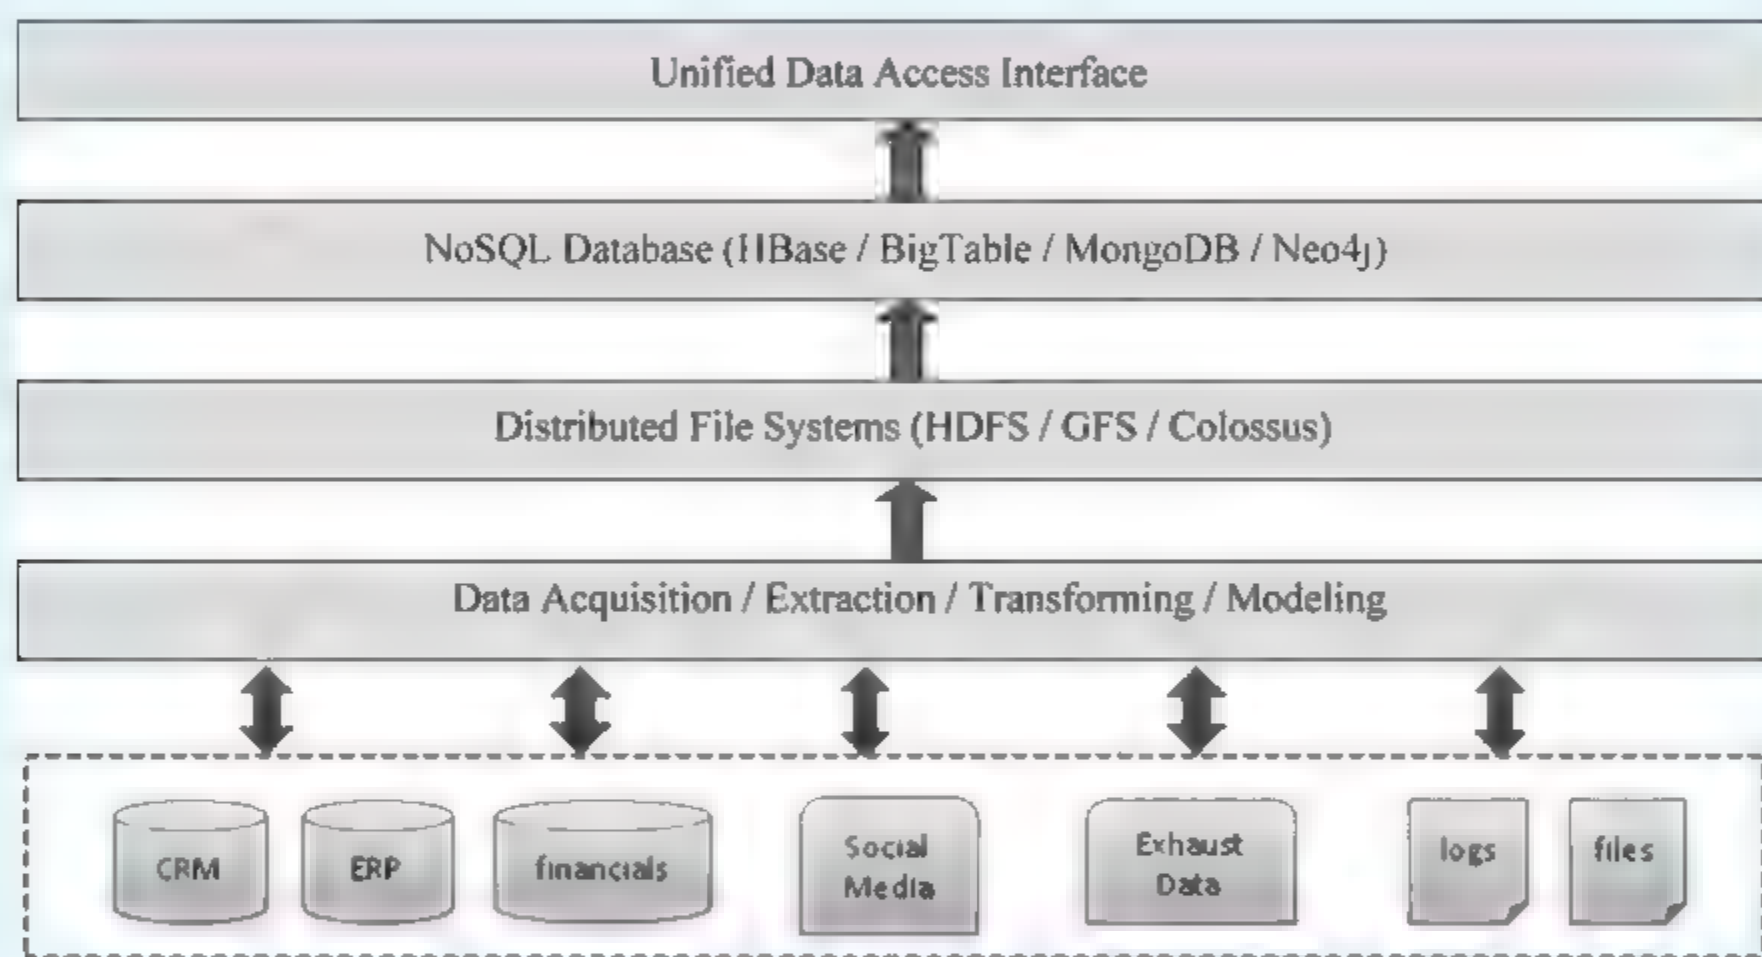 Unified Data Access Interface
NoSQL Database (HBase / BigTable / MongoDB / Neo4j)
Distributed File Systems (HDFS / GFS / Colossus)
Data Acquisition / Extraction / Transforming / Modeling
CRM
ERP
financials
Social
Media
Exhaust
Data
logs
files